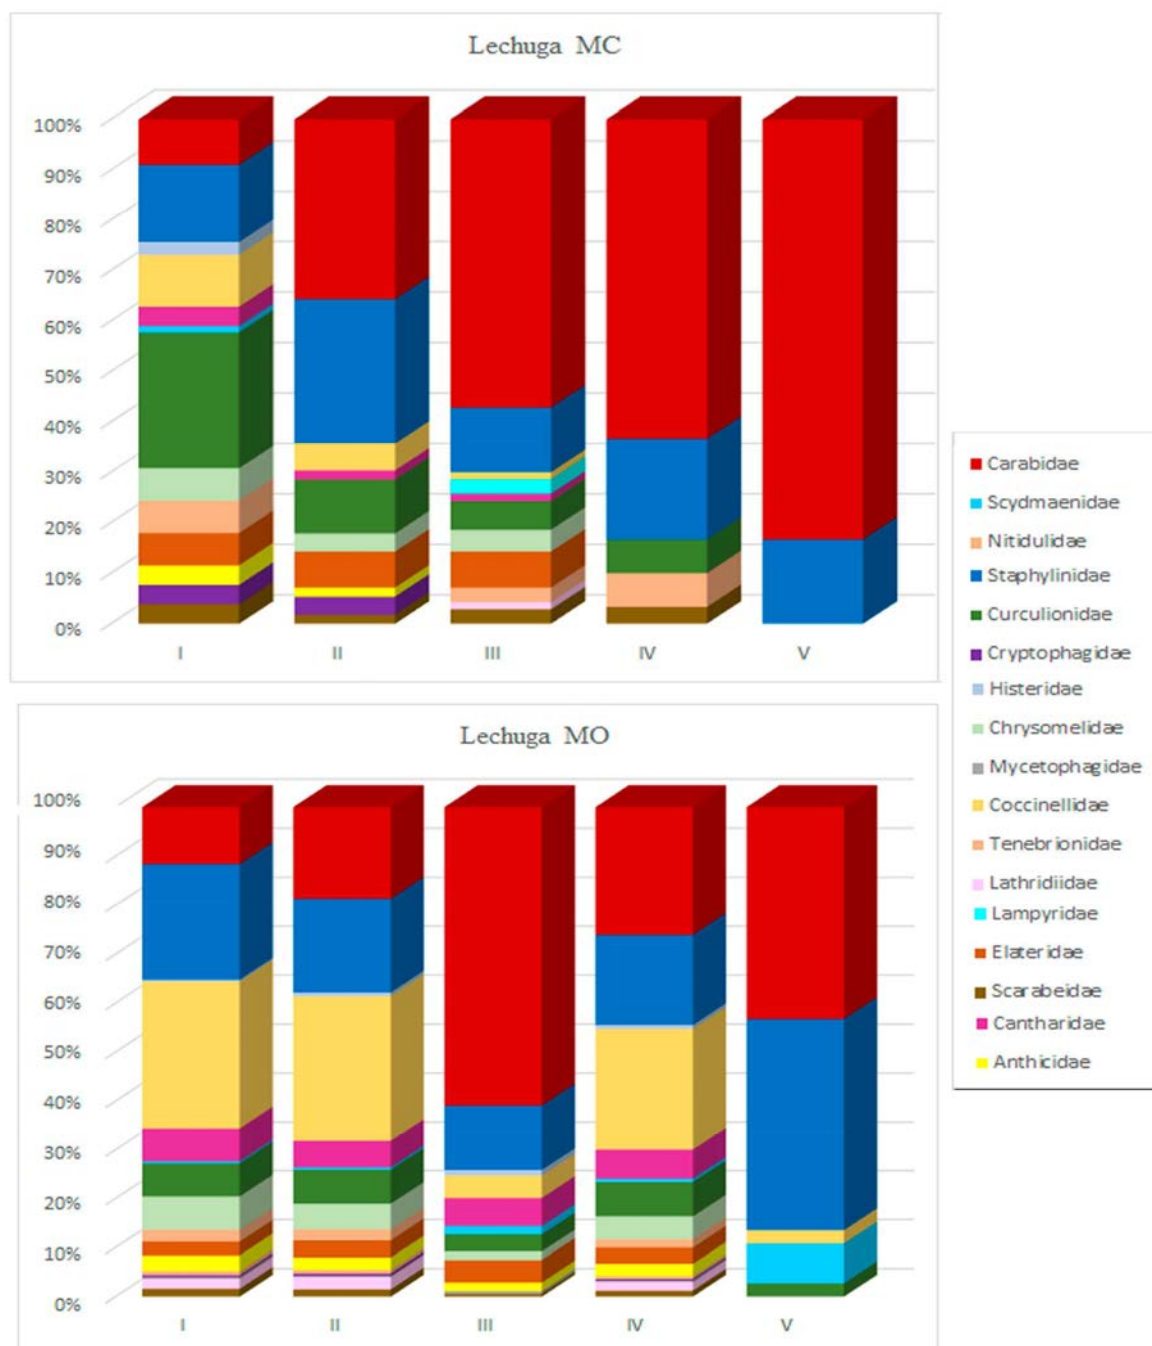 Lechuga MC
100%
90%
80%
70%
60%
50%
40%
30%
20%
10%
0%
I II III IV V
Lechuga MO
100%
90%
80%
70%
60%
50%
40%
30%
20%
10%
0%
I II III IV V
Carabidae
Scydmaenidae
Nitidulidae
Staphylinidae
Curculionidae
Cryptophagidae
Histeridae
Chrysomelidae
Mycetophagidae
Coccinellidae
Tenebrionidae
Lathridiidae
Lampyridae
Elateridae
Scarabeidae
Cantharidae
Anthicidae